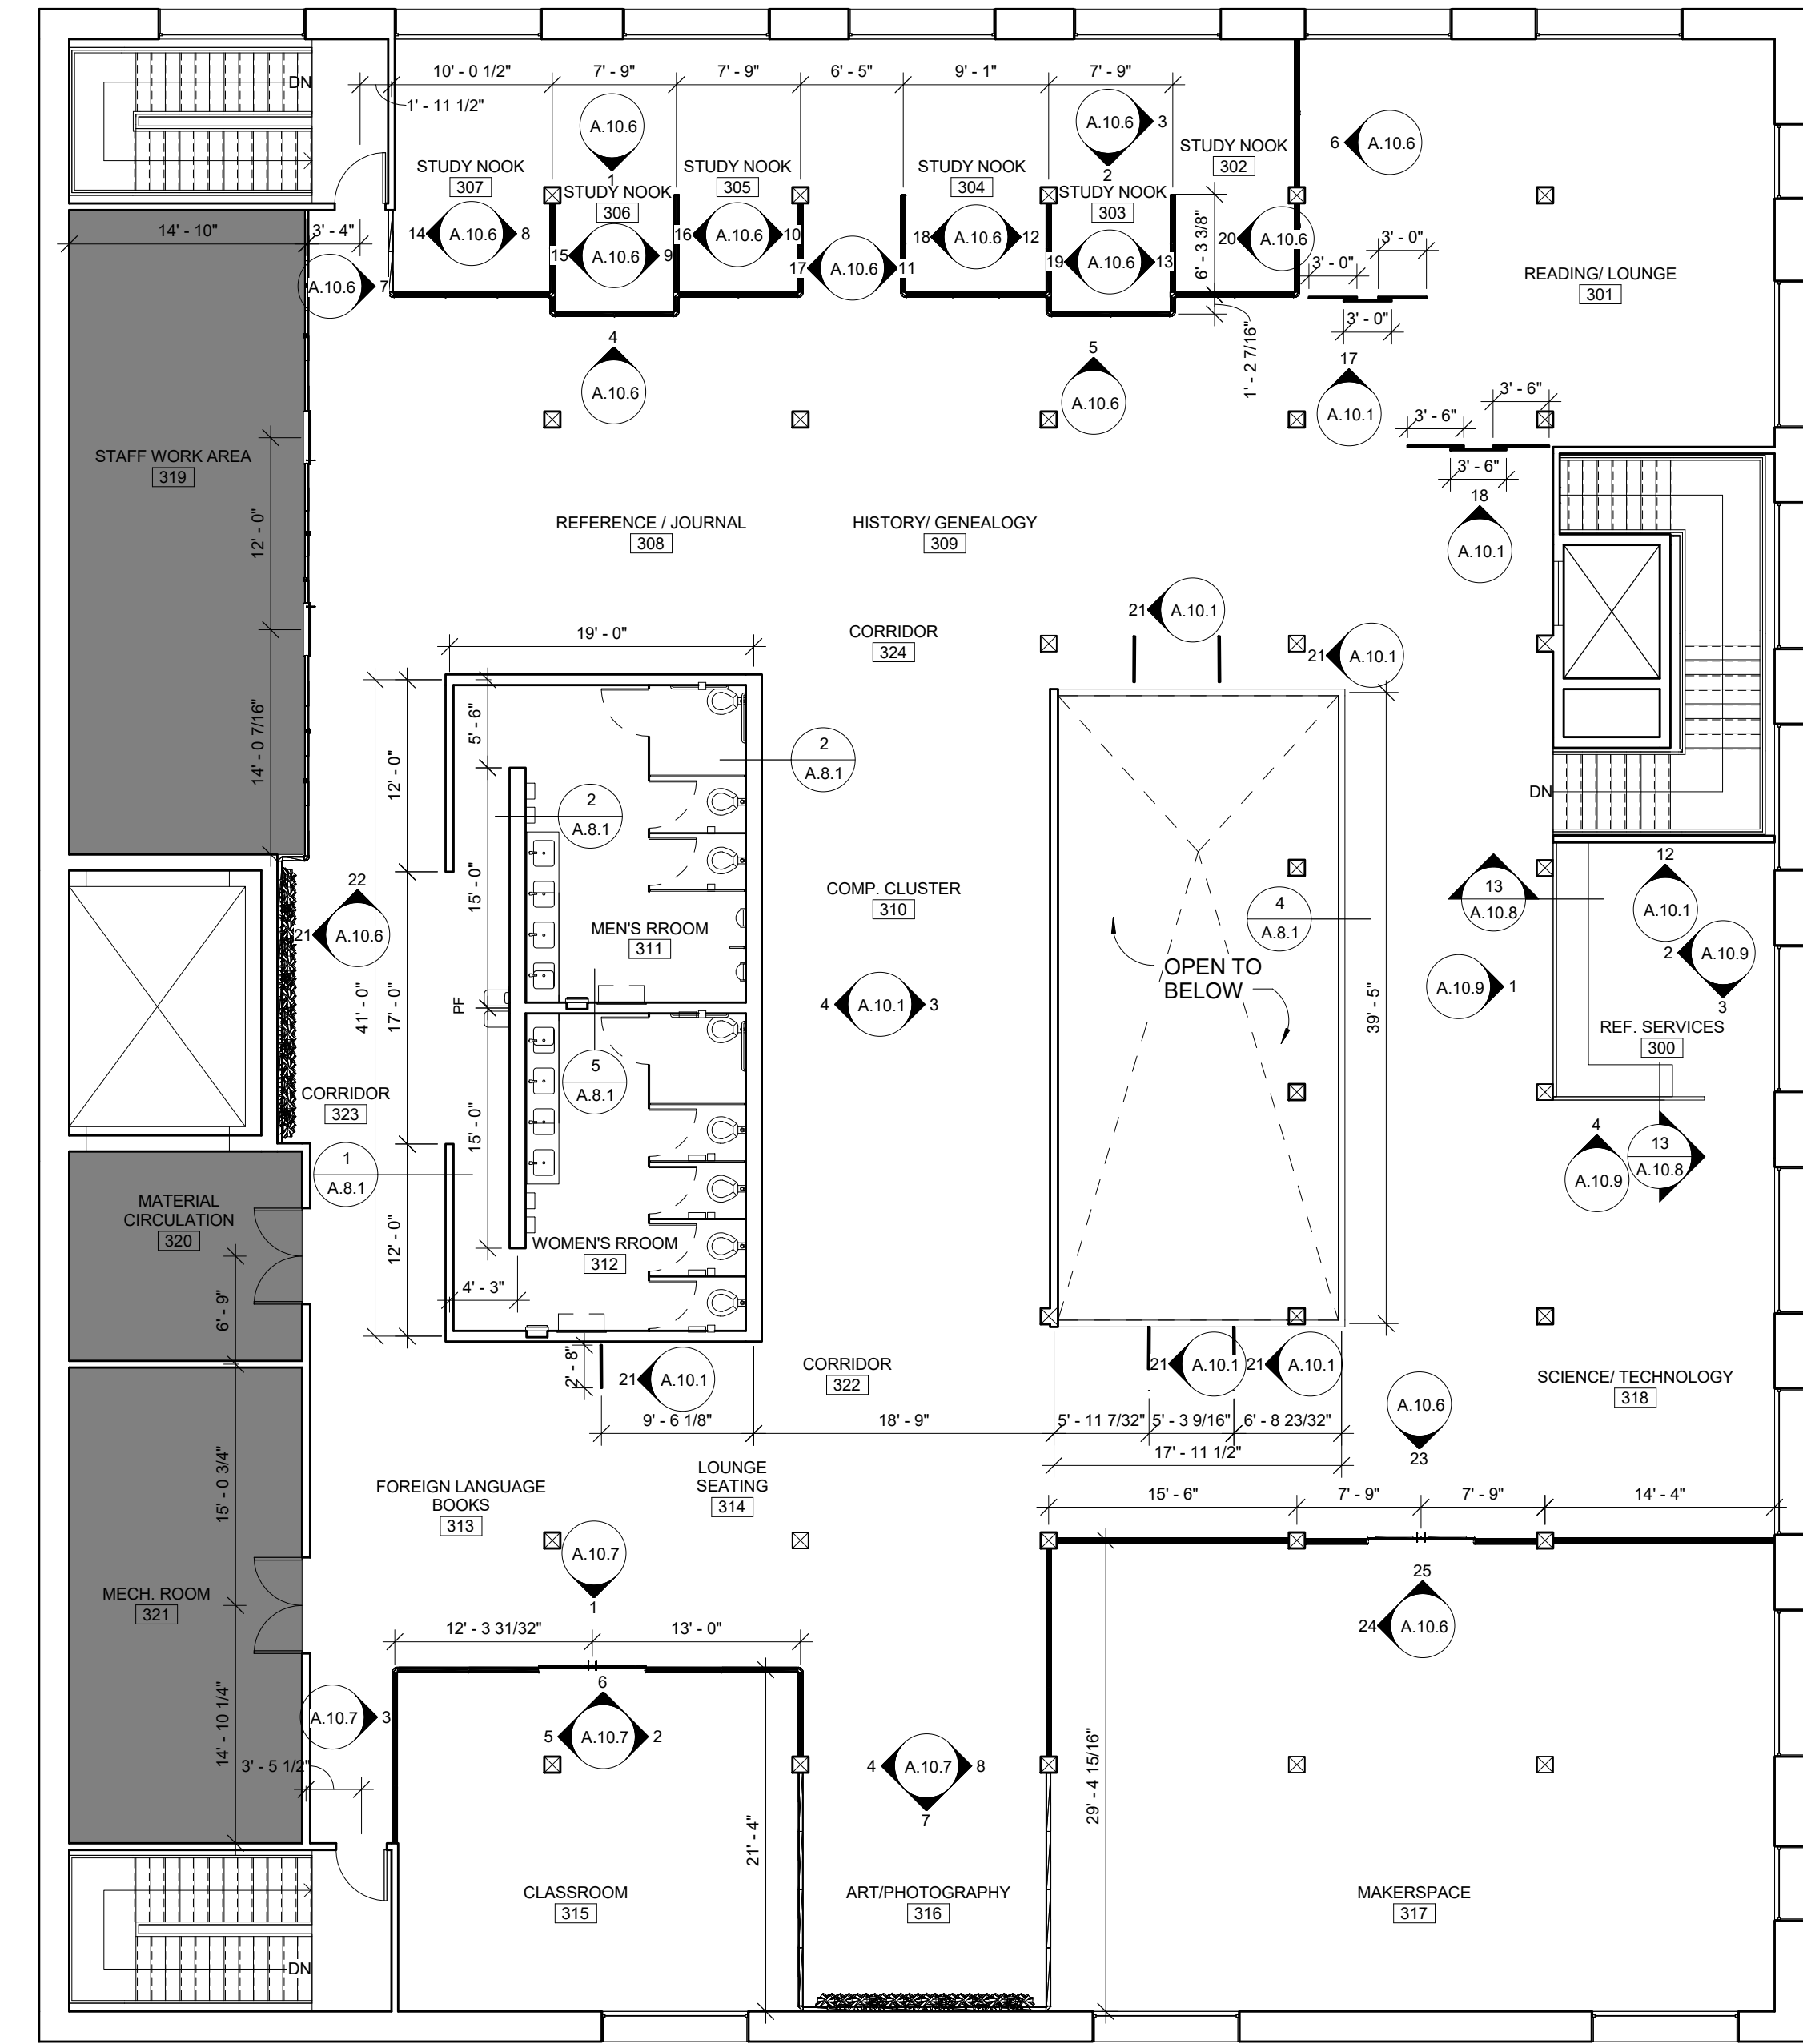 DN
10' - 0 1/2"
7' - 9"
7' - 9"
6' - 5"
9' - 1"
7' - 9"
1' - 11 1/2"
A.10.6
1
A.10.6
3
2
6
A.10.6
STUDY NOOK
307
STUDY NOOK
306
STUDY NOOK
305
STUDY NOOK
304
STUDY NOOK
303
STUDY NOOK
302
14' - 10"
3' - 4"
14
A.10.6
8
15
A.10.6
9
16
A.10.6
10
17
A.10.6
11
18
A.10.6
12
19
A.10.6
13
20
A.10.6
6' - 3 3/8"
3' - 0"
3' - 0"
3' - 0"
READING/ LOUNGE
301
A.10.6
7
1' - 2 7/16"
4
A.10.6
5
A.10.6
17
A.10.1
3' - 6"
3' - 6"
3' - 6"
18
A.10.1
STAFF WORK AREA
319
12' - 0"
14' - 0 7/16"
REFERENCE / JOURNAL
308
HISTORY/ GENEALOGY
309
CORRIDOR
324
21
A.10.1
21
A.10.1
19' - 0"
5' - 6"
12' - 0"
15' - 0"
2
A.8.1
2
A.8.1
DN
COMP. CLUSTER
310
MEN'S RROOM
311
4
A.8.1
13
A.10.8
12
A.10.1
2
A.10.9
3
22
21
A.10.6
41' - 0"
17' - 0"
PF
4
A.10.1
3
OPEN TO
BELOW
39' - 5"
A.10.9
1
REF. SERVICES
300
5
A.8.1
CORRIDOR
323
1
A.8.1
15' - 0"
12' - 0"
4
A.10.9
13
A.10.8
MATERIAL
CIRCULATION
320
6' - 9"
WOMEN'S RROOM
312
4' - 3"
2' - 8"
21
A.10.1
CORRIDOR
322
21
A.10.1
21
A.10.1
SCIENCE/ TECHNOLOGY
318
A.10.6
23
9' - 6 1/8"
18' - 9"
5' - 11 7/32"
5' - 3 9/16"
6' - 8 23/32"
17' - 11 1/2"
15' - 0 3/4"
FOREIGN LANGUAGE
BOOKS
313
LOUNGE
SEATING
314
15' - 6"
7' - 9"
7' - 9"
14' - 4"
A.10.7
1
MECH. ROOM
321
12' - 3 31/32"
13' - 0"
25
24
A.10.6
14' - 10 1/4"
3' - 5 1/2"
A.10.7
3
6
5
A.10.7
2
4
A.10.7
8
7
21' - 4"
29' - 4 15/16"
CLASSROOM
315
ART/PHOTOGRAPHY
316
MAKERSPACE
317
DN